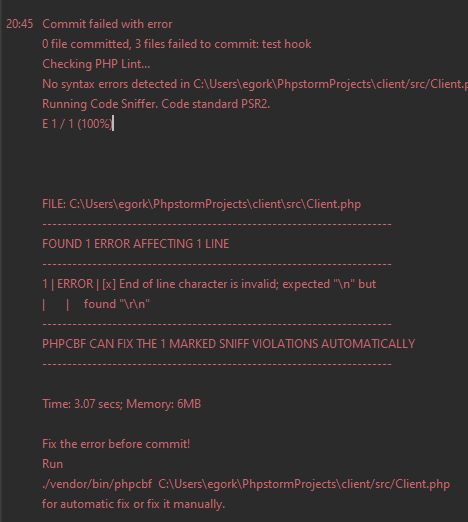 20:45 Commit failed with error
0 file committed, 3 files failed to commit: test hook
Checking PHP Lint...
No syntax errors detected in C:\Users\egork\PhpstormProjects/client/src/Client.p
Running Code Sniffer. Code standard PSR2.
E 1 / 1 (100%)
FILE: C:\Users\egork\PhpstormProjects\client\src\Client.php
----------------------------------------------------------------------
FOUND 1 ERROR AFFECTING 1 LINE
----------------------------------------------------------------------
1 | ERROR | [x] End of line character is invalid; expected "\n" but
| | found "\r\n"
----------------------------------------------------------------------
PHPCBF CAN FIX THE 1 MARKED SNIFF VIOLATIONS AUTOMATICALLY
----------------------------------------------------------------------
Time: 3.07 secs; Memory: 6MB
Fix the error before commit!
Run
./vendor/bin/phpcbf C:\Users\egork\PhpstormProjects/client/src/Client.php
for automatic fix or fix it manually.